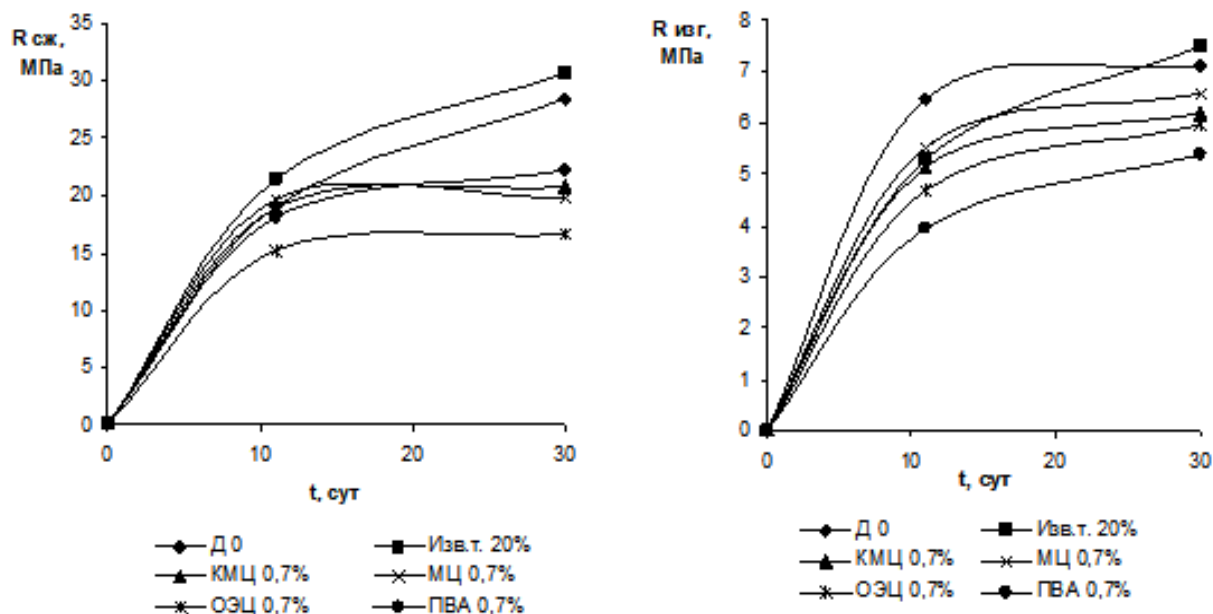 R сж,
МПа
35
30
25
20
15
10
5
0
0 10 20 30
t, сут
Д 0 Изв.т. 20%
КМЦ 0,7% МЦ 0,7%
ОЭЦ 0,7% ПВА 0,7%
R изг,
МПа
8
7
6
5
4
3
2
1
0
0 10 20 30
t, сут
Д 0 Изв.т. 20%
КМЦ 0,7% МЦ 0,7%
ОЭЦ 0,7% ПВА 0,7%